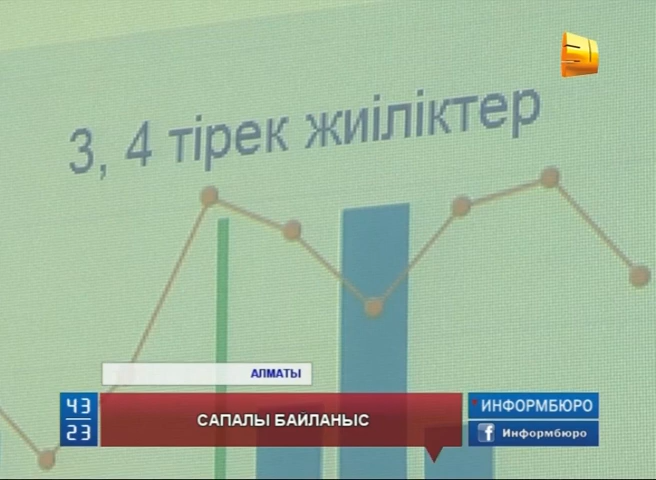 3, 4 тірек жиіліктер
АЛМАТЫ
43
23
САПАЛЫ БАЙЛАНЫС
ИНФОРМБЮРО
f Информбюро